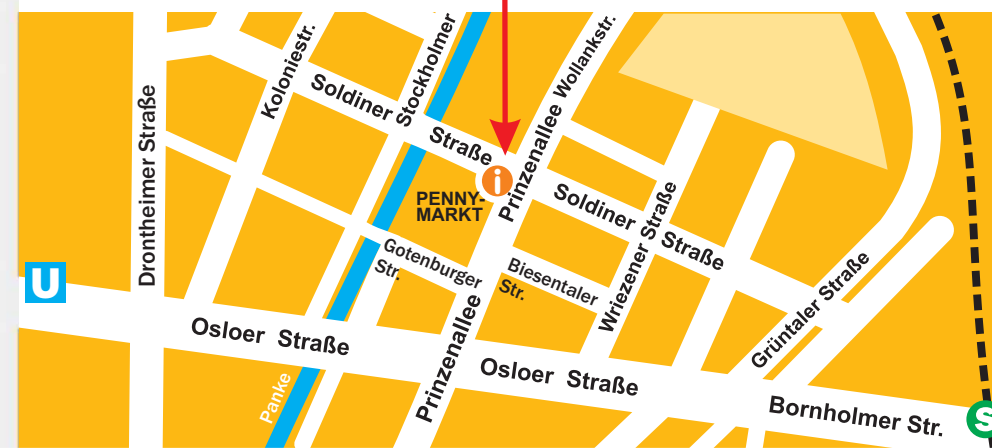 Drontheimer Straße
Koloniestr.
Stockholmer
Soldiner
Straße
Wollankstr.
Prinzenallee
i
PENNY-
MARKT
Soldiner
Straße
Wriezener Straße
Gotenburger
Str.
Biesentaler
Str.
Grüntaler Straße
U
Osloer Straße
Panke
Prinzenallee
Osloer Straße
Bornholmer Str.
S